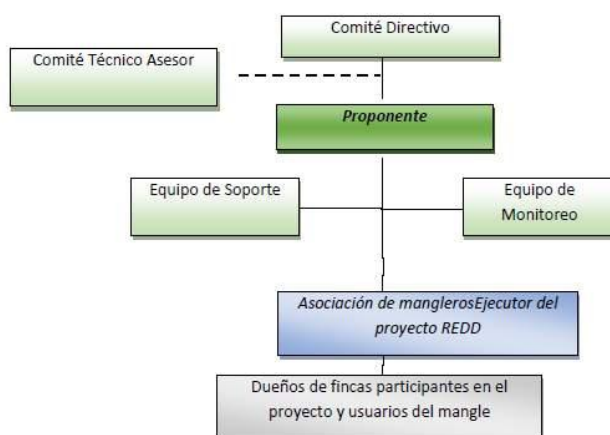 Comité Directivo
Comité Técnico Asesor
Proponente
Equipo de Soporte
Equipo de
Monitoreo
Asociación de manglerosEjecutor del
proyecto REDD
Dueños de fincas participantes en el
proyecto y usuarios del mangle